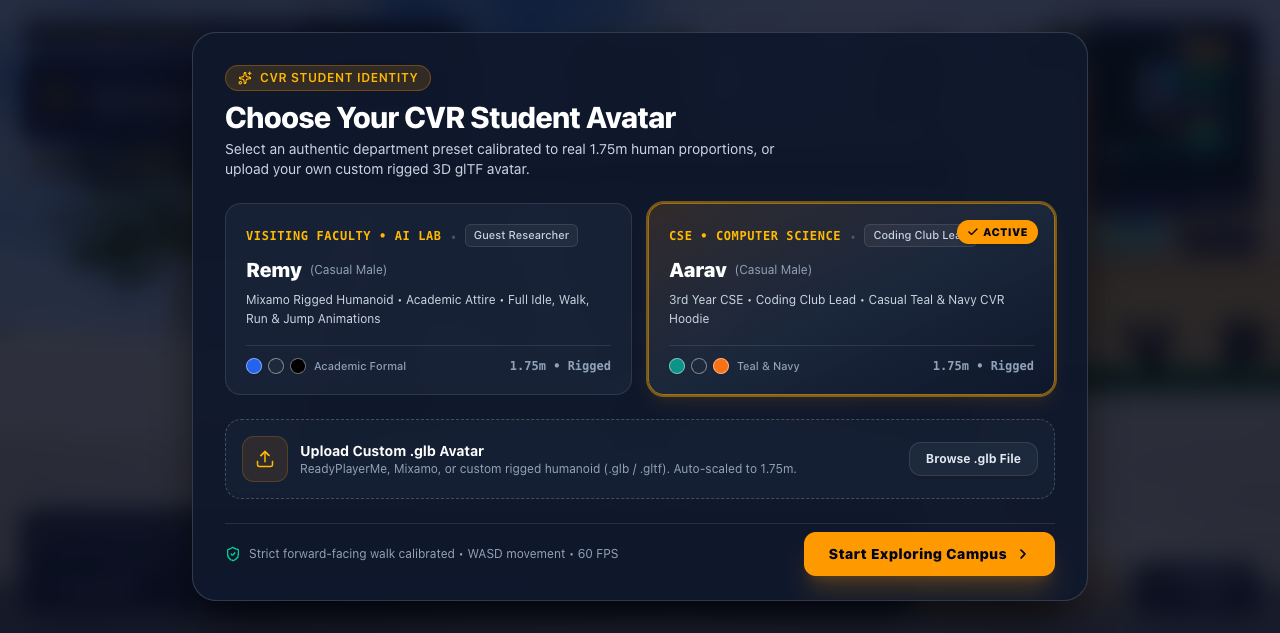 CVR STUDENT IDENTITY
Choose Your CVR Student Avatar
Select an authentic department preset calibrated to real 1.75m human proportions, or
upload your own custom rigged 3D glTF avatar.
VISITING FACULTY • AI LAB • Guest Researcher
Remy (Casual Male)
Mixamo Rigged Humanoid • Academic Attire • Full Idle, Walk,
Run & Jump Animations
Academic Formal 1.75m • Rigged
CSE • COMPUTER SCIENCE • Coding Club ACTIVE
Aarav (Casual Male)
3rd Year CSE • Coding Club Lead • Casual Teal & Navy CVR
Hoodie
Teal & Navy 1.75m • Rigged
Upload Custom .glb Avatar
ReadyPlayerMe, Mixamo, or custom rigged humanoid (.glb / .gltf). Auto-scaled to 1.75m.
Browse .glb File
Strict forward-facing walk calibrated • WASD movement • 60 FPS
Start Exploring Campus